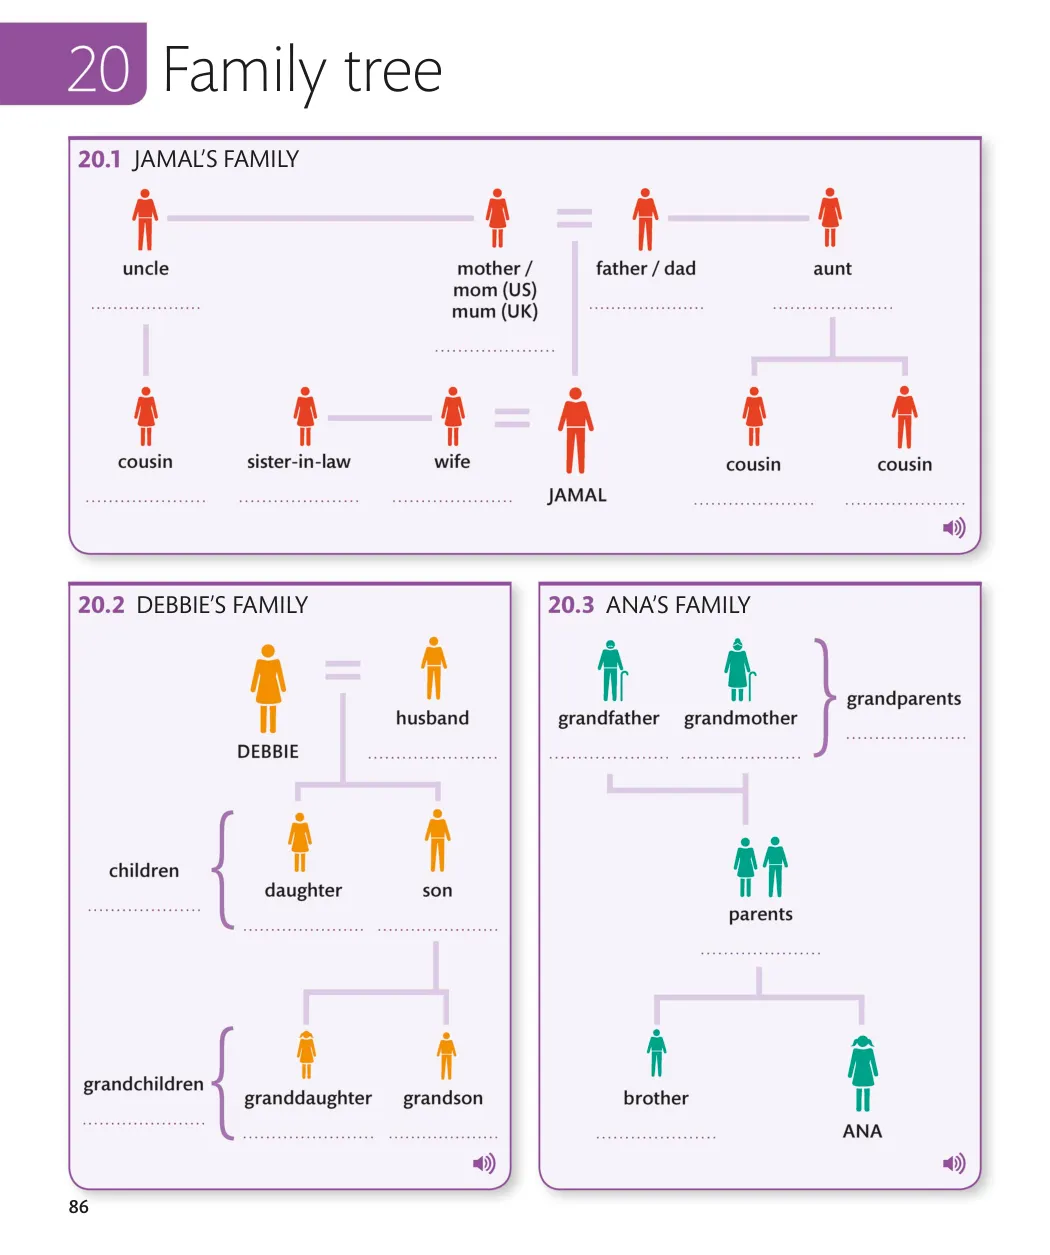 20 Family tree
20.1 JAMAL'S FAMILY
uncle
mother /
mom (US)
mum (UK)
father / dad
aunt
cousin
sister-in-law
wife
JAMAL
cousin
cousin
20.2 DEBBIE'S FAMILY
DEBBIE
husband
children
daughter
son
grandchildren
granddaughter
grandson
20.3 ANA'S FAMILY
grandfather
grandmother
grandparents
parents
brother
ANA
86